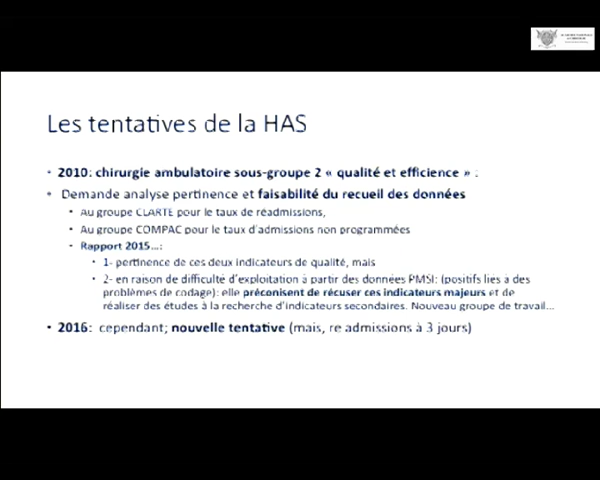 Les tentatives de la HAS
• 2010: chirurgie ambulatoire sous-groupe 2 « qualité et efficience » :
• Demande analyse pertinence et faisabilité du recueil des données
• Au groupe CLARTE pour le taux de réadmissions,
• Au groupe COMPAC pour le taux d'admissions non programmées
• Rapport 2015…:
• 1- pertinence de ces deux indicateurs de qualité, mais
• 2- en raison de difficulté d'exploitation à partir des données PMSI: (positifs liés à des
problèmes de codage): elle préconisent de récuser ces indicateurs majeurs et de
réaliser des études à la recherche d'indicateurs secondaires. Nouveau groupe de travail…
• 2016: cependant; nouvelle tentative (mais, re admissions à 3 jours)